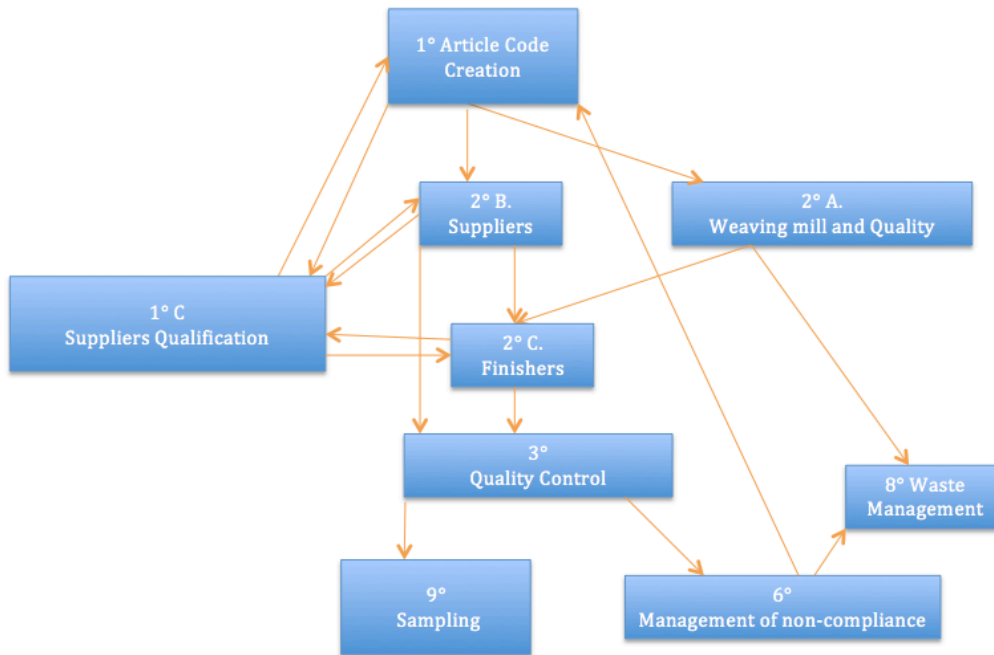 1° Article Code
Creation
2° B.
Suppliers
2° A.
Weaving mill and Quality
1° C
Suppliers Qualification
2° C.
Finishers
3°
Quality Control
8° Waste
Management
9°
Sampling
6°
Management of non-compliance